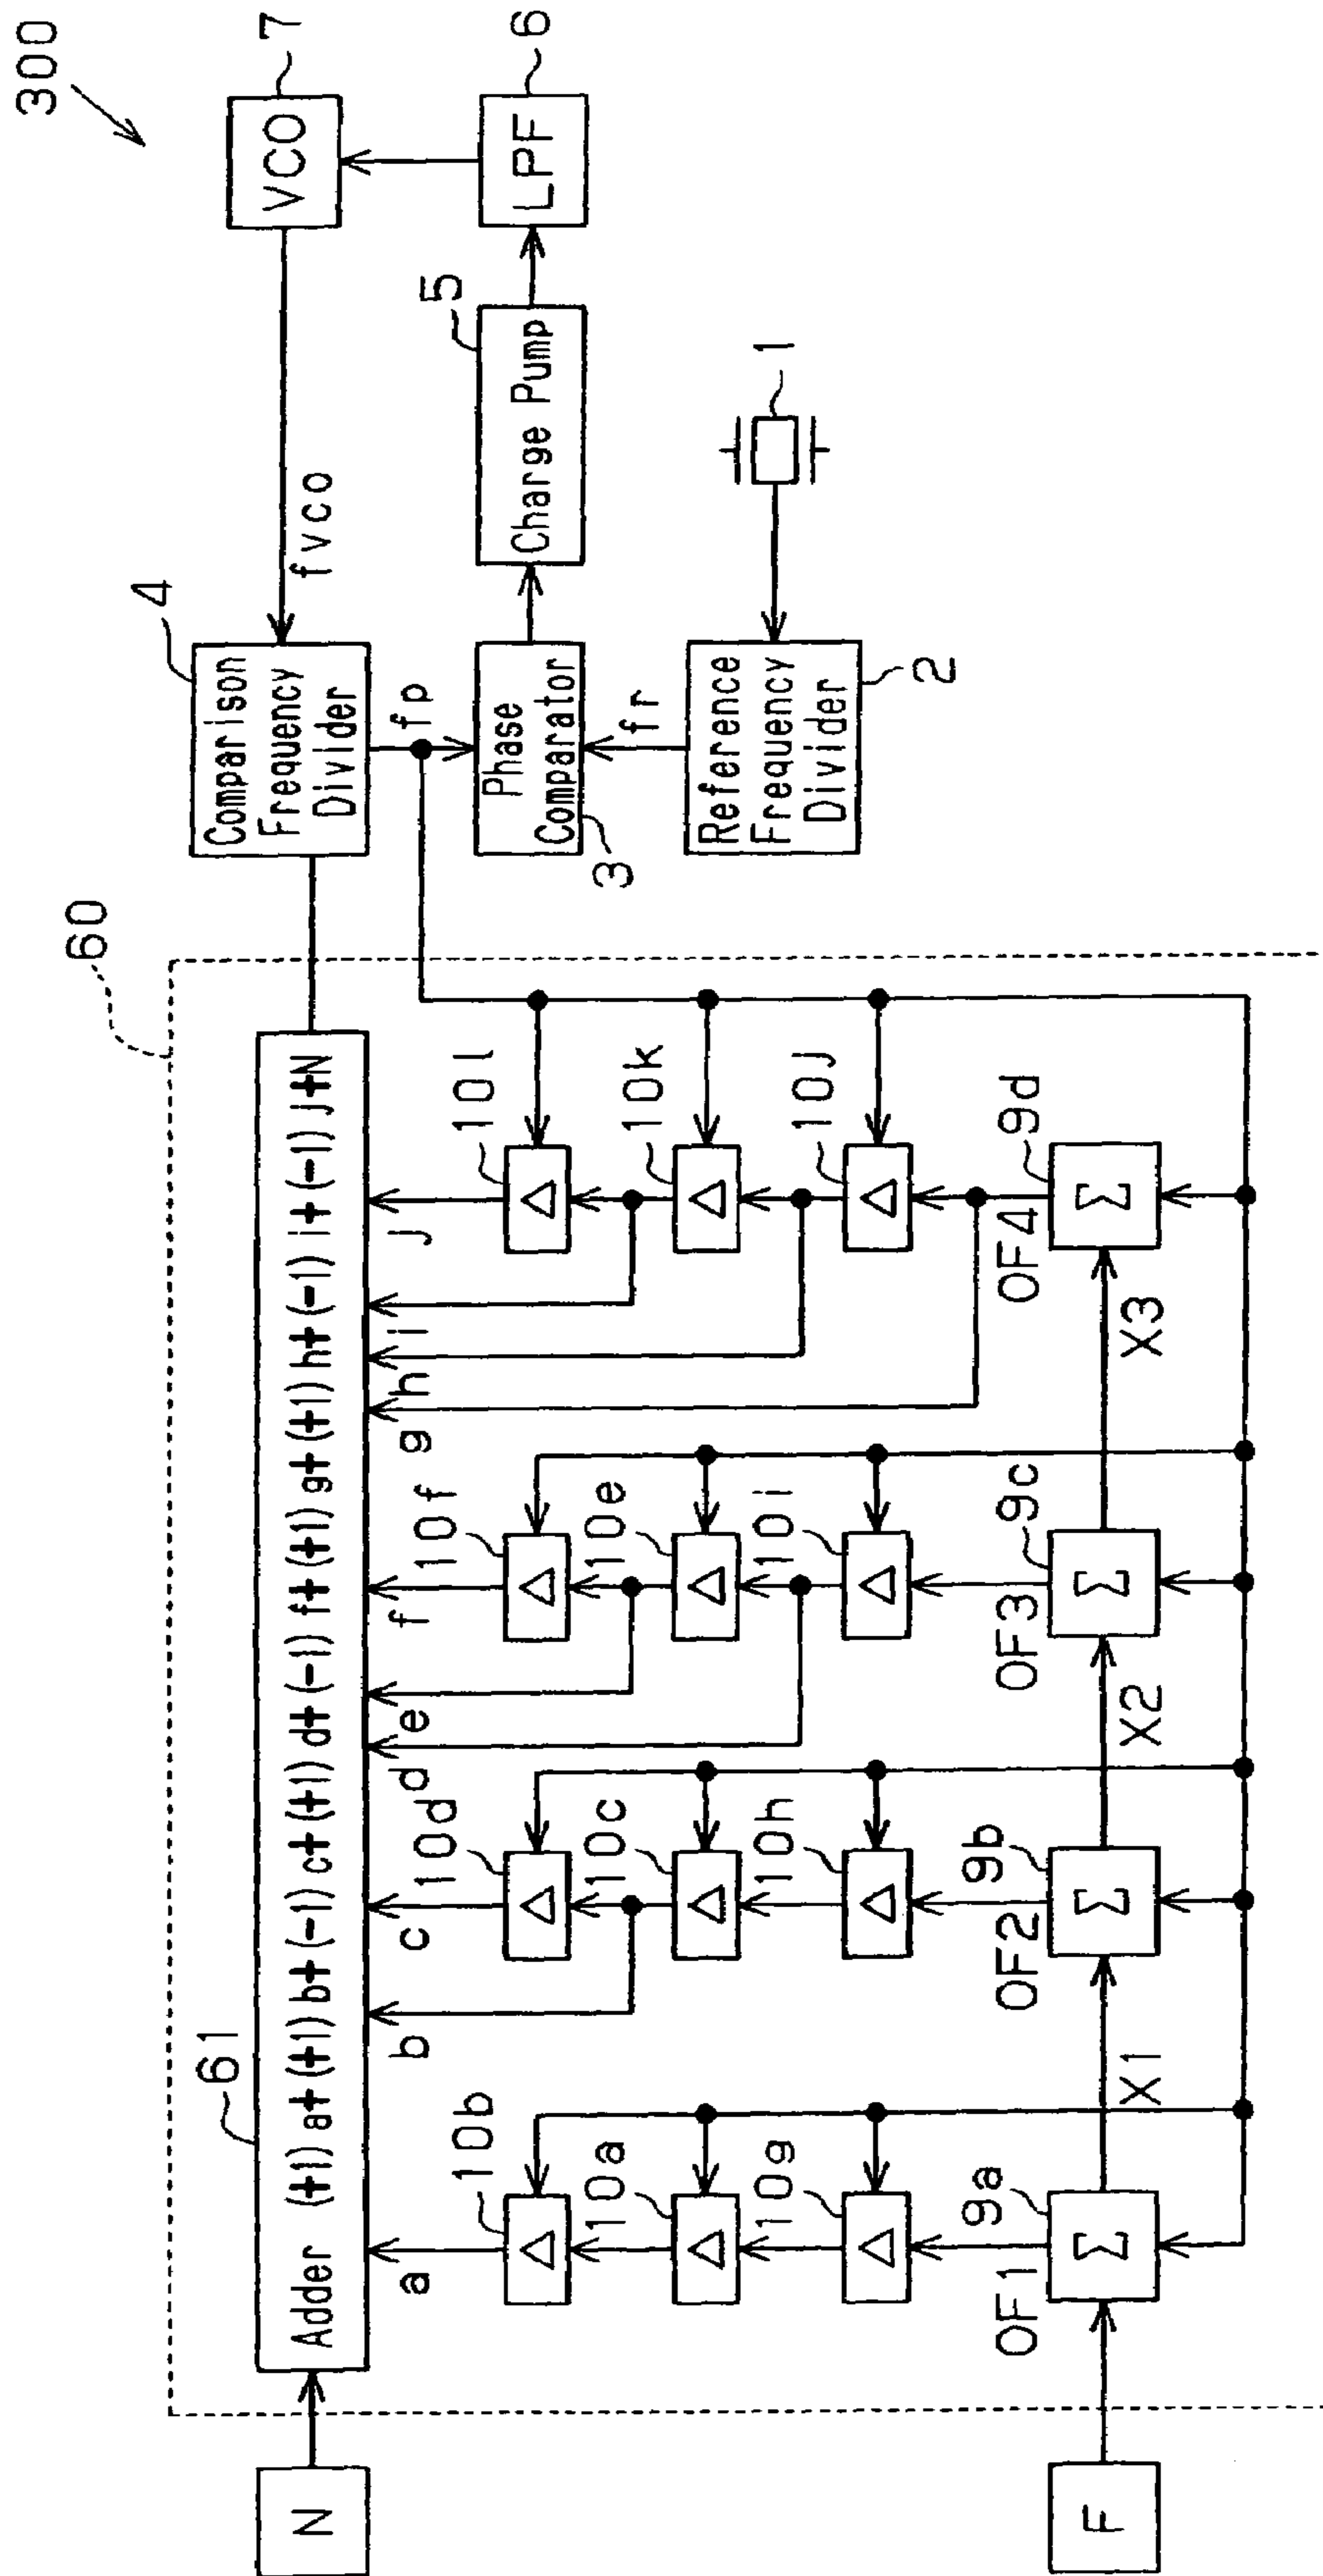 300
60
61
N
Adder (+1)a+(+1)b+(-1)c+(+1)d+(-1)f+(+1)g+(+1)h+(-1)i+(-1)j+N
4
Comparison
Frequency
Divider
fvco
7
VCO
a
b
c
d
e
f
g
h
i
j
fp
10b
10d
10f
10l
3
Phase
Comparator
5
Charge Pump
6
LPF
10a
10c
10e
10k
fr
10g
10h
10i
10j
2
Reference
Frequency
Divider
1
F
OF1
9a
Σ
X1
OF2
9b
Σ
X2
OF3
9c
Σ
X3
OF4
9d
Σ